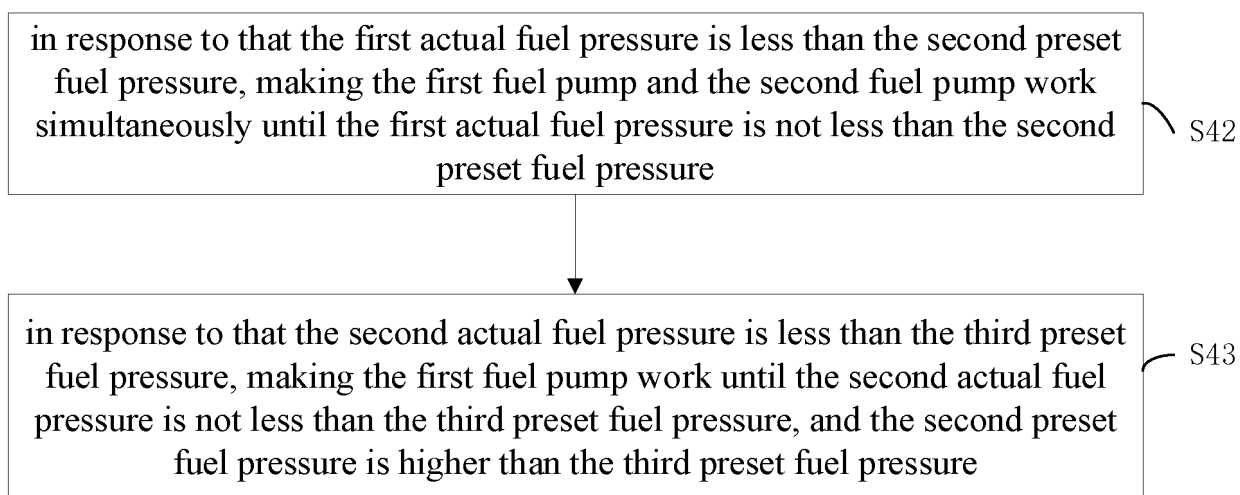 in response to that the first actual fuel pressure is less than the second preset
fuel pressure, making the first fuel pump and the second fuel pump work
simultaneously until the first actual fuel pressure is not less than the second
preset fuel pressure
S42
in response to that the second actual fuel pressure is less than the third preset
fuel pressure, making the first fuel pump work until the second actual fuel
pressure is not less than the third preset fuel pressure, and the second preset
fuel pressure is higher than the third preset fuel pressure
S43